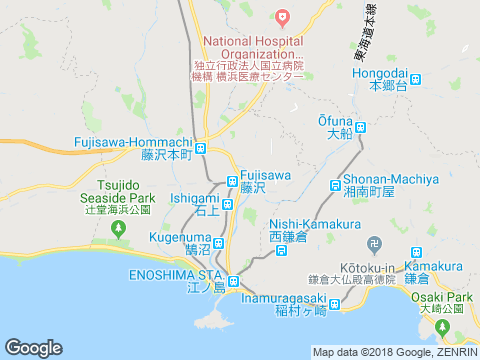 National Hospital
Organization...
独立行政法人国立病院
機構 横浜医療センター
東海道本線
Hongodai
本郷台
Ōfuna
大船
Fujisawa-Hommachi
藤沢本町
Fujisawa
藤沢
Shonan-Machiya
湘南町屋
Tsujido
Seaside Park
辻堂海浜公園
Ishigami
石上
Nishi-Kamakura
西鎌倉
Kugenuma
鵠沼
Kōtoku-in
鎌倉大仏殿高徳院
Kamakura
鎌倉
ENOSHIMA STA
江ノ島
Inamuragasaki
稲村ヶ崎
Osaki Park
大崎公園
Google
Map data ©2018 Google, ZENRIN